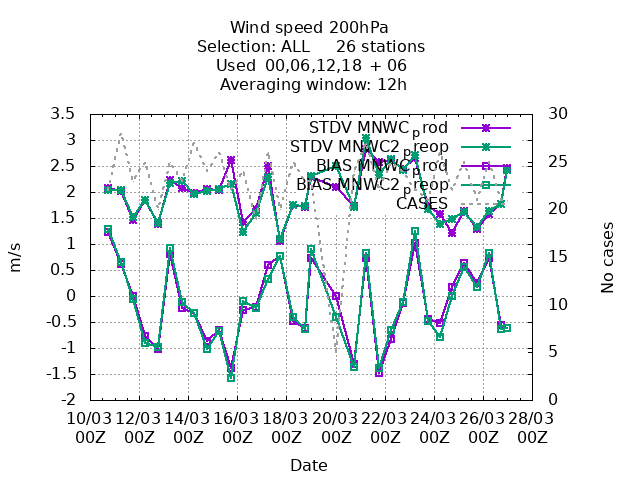 Wind speed 200hPa
Selection: ALL 26 stations
Used 00,06,12,18 + 06
Averaging window: 12h
STDV MNWC_prod
STDV MNWC2_preop
BIAS MNWC_prod
BIAS MNWC2_preop
CASES
3.5
3
2.5
2
1.5
1
0.5
0
-0.5
-1
-1.5
-2
m/s
30
25
20
15
10
5
0
No cases
10/03 12/03 14/03 16/03 18/03 20/03 22/03 24/03 26/03 28/03
00Z 00Z 00Z 00Z 00Z 00Z 00Z 00Z 00Z 00Z
Date